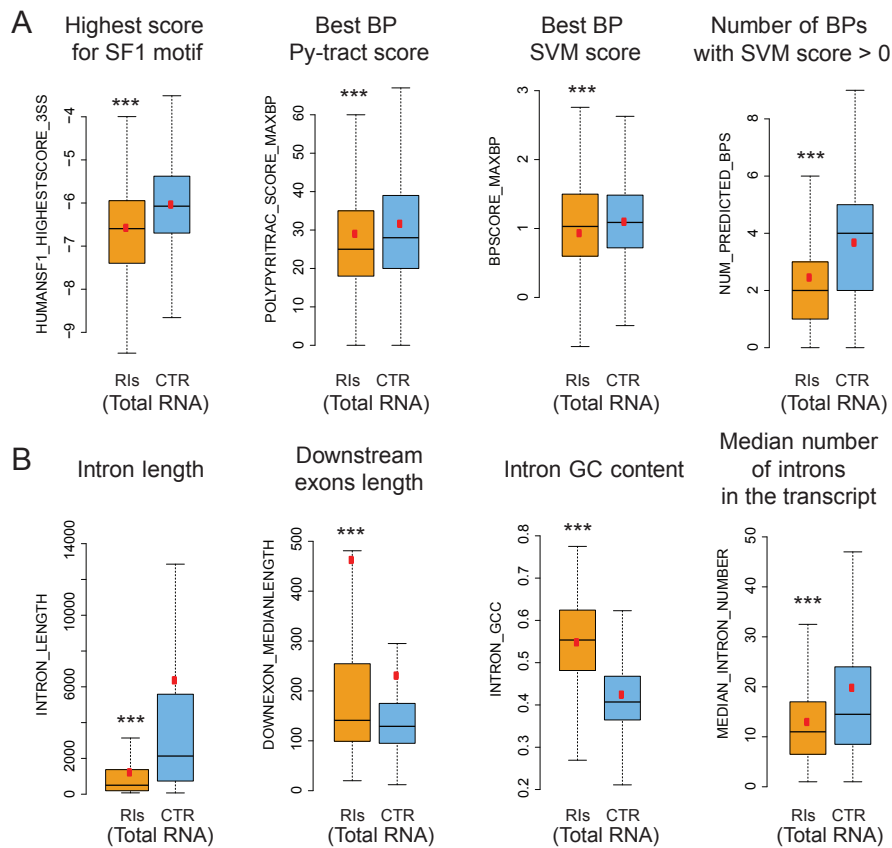 A
Highest score
for SF1 motif
Best BP
Py-tract score
Best BP
SVM score
Number of BPs
with SVM score > 0
HUMANSF1_HIGHESTSCORE_3SS
−4
−5
−6
−7
−8
−9
***
RIs CTR
(Total RNA)
POLYPYRITRAC_SCORE_MAXBP
60
50
40
30
20
10
0
***
RIs CTR
(Total RNA)
BPSCORE_MAXBP
3
2
1
0
***
RIs CTR
(Total RNA)
NUM_PREDICTED_BPS
8
6
4
2
0
***
RIs CTR
(Total RNA)
B
Intron length
Downstream
exons length
Intron GC content
Median number
of introns
in the transcript
INTRON_LENGTH
14000
10000
6000
2000
0
***
RIs CTR
(Total RNA)
DOWNEXON_MEDIANLENGTH
500
400
300
200
100
0
***
RIs CTR
(Total RNA)
INTRON_GCC
0.8
0.7
0.6
0.5
0.4
0.3
0.2
***
RIs CTR
(Total RNA)
MEDIAN_INTRON_NUMBER
50
40
30
20
10
0
***
RIs CTR
(Total RNA)